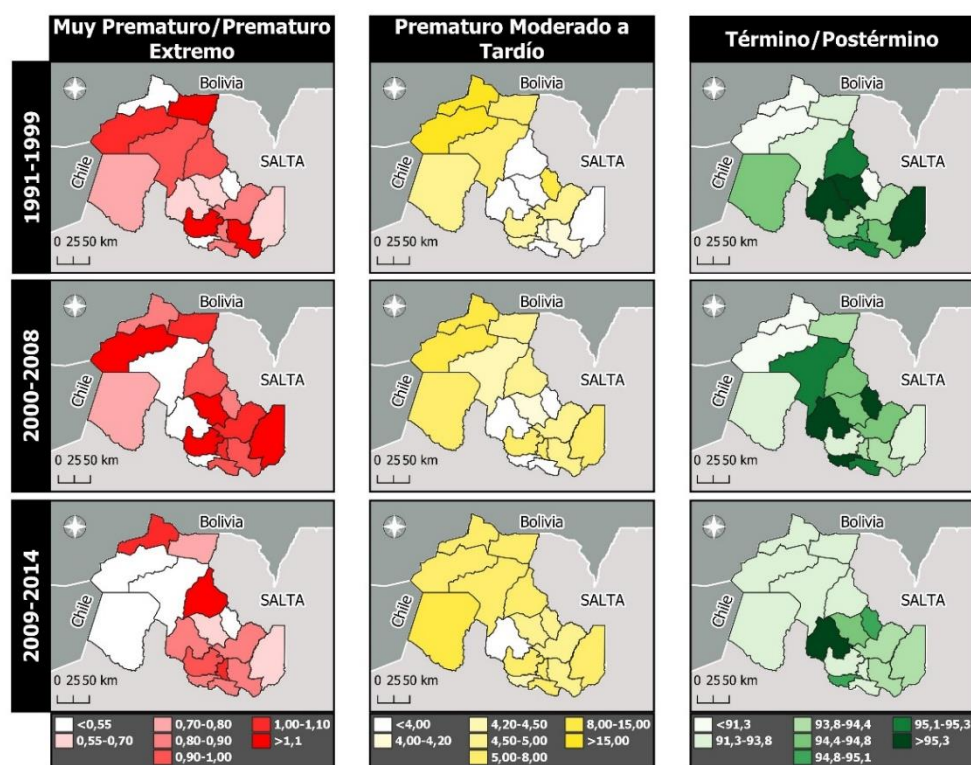 Muy Prematuro/Prematuro
Extremo
Prematuro Moderado a
Tardío
Término/Postérmino
1991-1999
Bolivia
Chile
SALTA
0 25 50 km
Bolivia
Chile
SALTA
0 25 50 km
Bolivia
Chile
SALTA
0 25 50 km
2000-2008
Bolivia
Chile
SALTA
0 25 50 km
Bolivia
Chile
SALTA
0 25 50 km
Bolivia
Chile
SALTA
0 25 50 km
2009-2014
Bolivia
Chile
SALTA
0 25 50 km
Bolivia
Chile
SALTA
0 25 50 km
Bolivia
Chile
SALTA
0 25 50 km
<0,55
0,55-0,70
0,70-0,80
0,80-0,90
0,90-1,00
1,00-1,10
>1,1
<4,00
4,00-4,20
4,20-4,50
4,50-5,00
5,00-8,00
8,00-15,00
>15,00
<91,3
91,3-93,8
93,8-94,4
94,4-94,8
94,8-95,1
95,1-95,3
>95,3